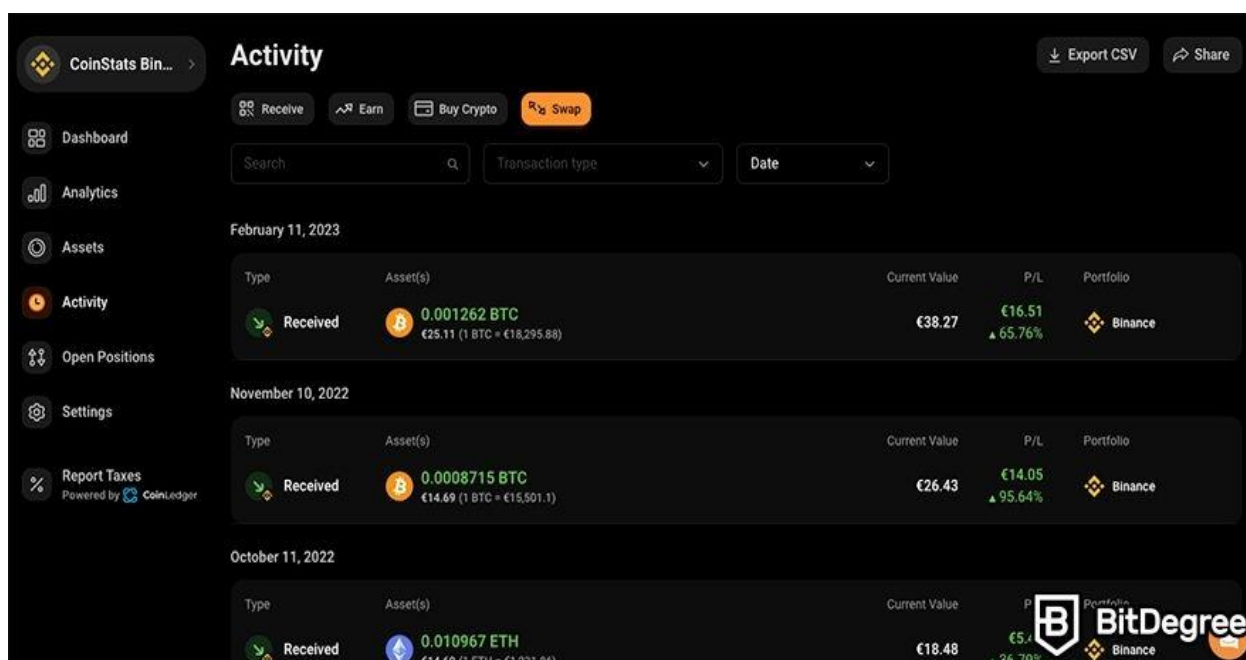 CoinStats Bin...
Activity
Export CSV
Share
Receive
Earn
Buy Crypto
Swap
Dashboard
Search
Transaction type
Date
Analytics
Assets
Activity
Open Positions
Settings
Report Taxes
Powered by CoinLedger
February 11, 2023
Type Asset(s) Current Value P/L Portfolio
Received 0.001262 BTC €38.27 €16.51 Binance
€25.11 (1 BTC = €18,295.88) ▲ 65.76%
November 10, 2022
Type Asset(s) Current Value P/L Portfolio
Received 0.0008715 BTC €26.43 €14.05 Binance
€14.69 (1 BTC = €15,501.1) ▲ 95.64%
October 11, 2022
Type Asset(s) Current Value Portfolio
Received 0.010967 ETH €18.48 Binance
BitDegree